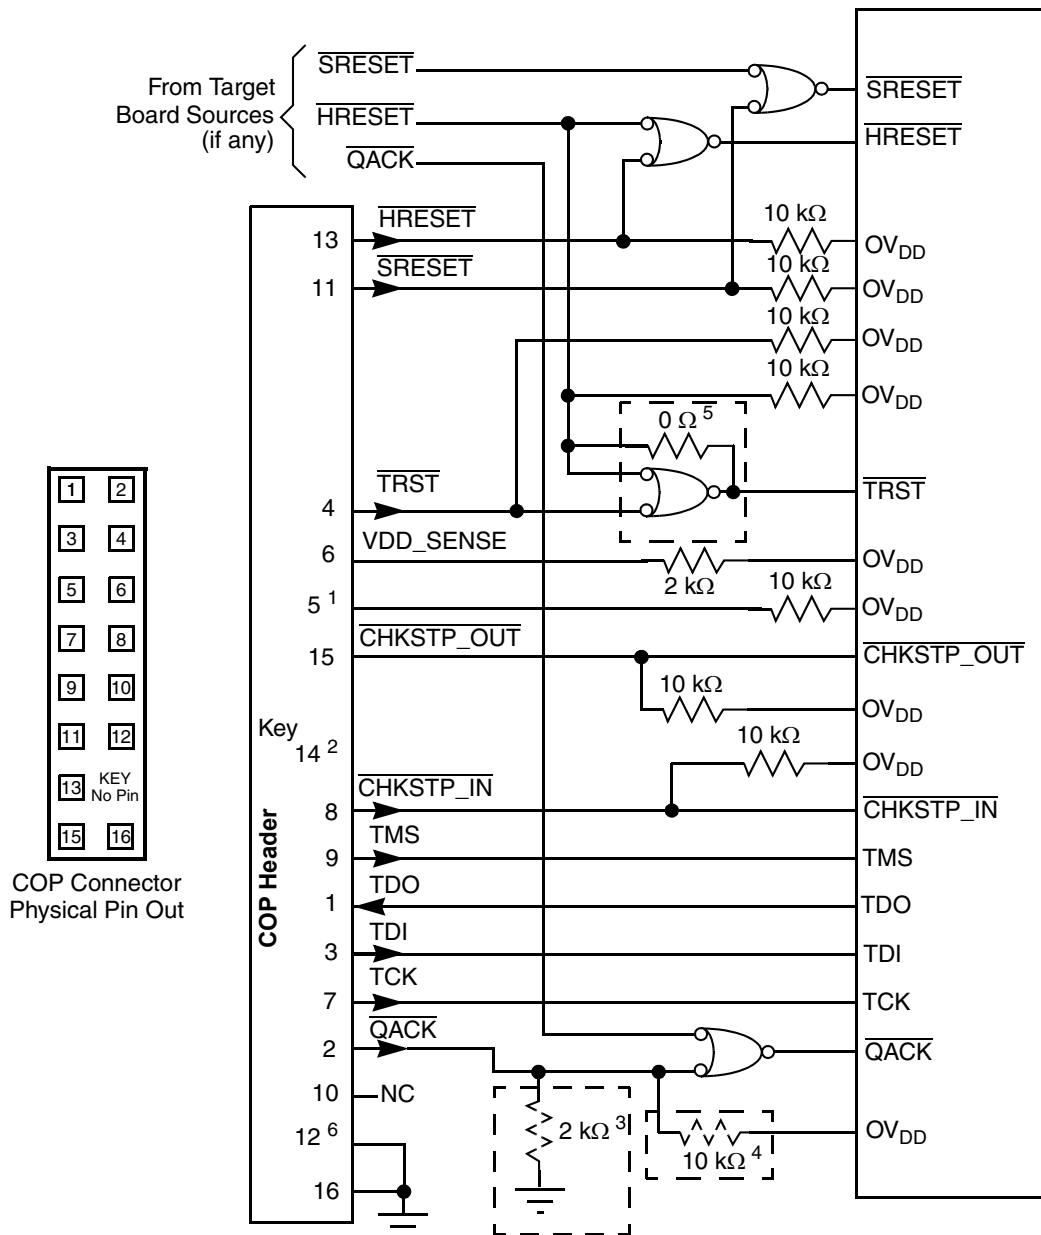 From Target
Board Sources
(if any)
SRESET
HRESET
QACK
SRESET
HRESET
13
HRESET
10 kΩ
OVDD
11
SRESET
10 kΩ
OVDD
10 kΩ
OVDD
10 kΩ
OVDD
0 Ω 5
4
TRST
TRST
6
VDD_SENSE
2 kΩ
OVDD
5 1
10 kΩ
OVDD
15
CHKSTP_OUT
CHKSTP_OUT
10 kΩ
OVDD
Key
14 2
10 kΩ
OVDD
8
CHKSTP_IN
CHKSTP_IN
9
TMS
TMS
1
TDO
TDO
3
TDI
TDI
7
TCK
TCK
2
QACK
QACK
10
NC
2 kΩ 3
10 kΩ 4
OVDD
12 6
16
COP Header
1 2
3 4
5 6
7 8
9 10
11 12
13 KEY
No Pin
15 16
COP Connector
Physical Pin Out